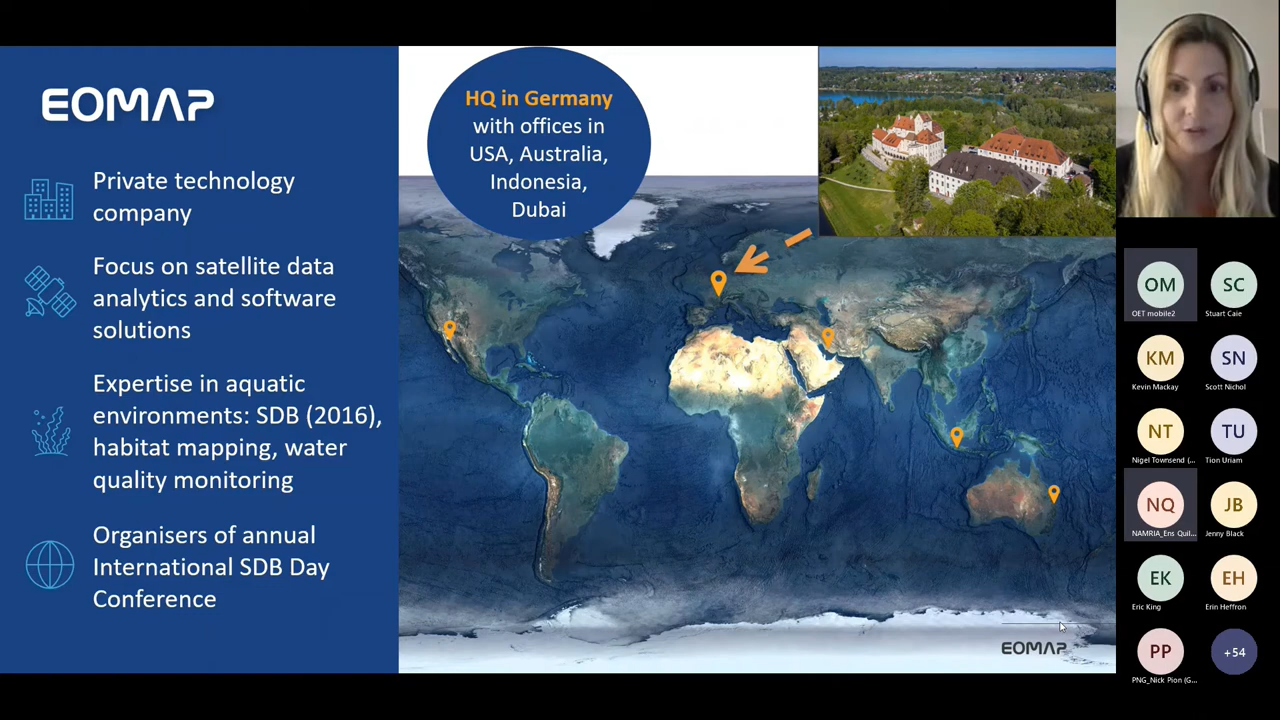 EOMAP
Private technology
company
Focus on satellite data
analytics and software
solutions
Expertise in aquatic
environments: SDB (2016),
habitat mapping, water
quality monitoring
Organisers of annual
International SDB Day
Conference
HQ in Germany
with offices in
USA, Australia,
Indonesia,
Dubai
EOMAP
OM
OET mobile2
SC
Stuart Caie
KM
Kevin Mackay
SN
Scott Nichol
NT
Nigel Townsend (...
TU
Tion Uriam
NQ
NAMRIA_Ens Quil...
JB
Jenny Black
EK
Eric King
EH
Erin Heffron
PP
PNG_Nick Pion (G...
+54